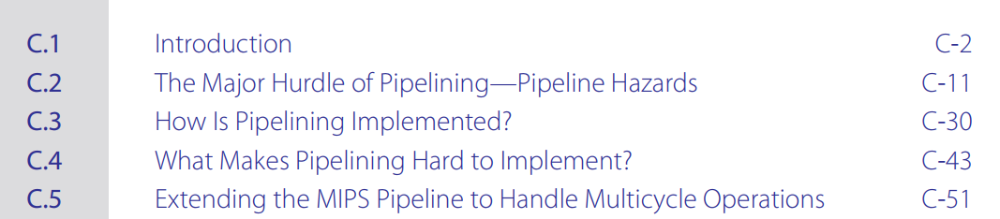 C.1 Introduction C-2
C.2 The Major Hurdle of Pipelining—Pipeline Hazards C-11
C.3 How Is Pipelining Implemented? C-30
C.4 What Makes Pipelining Hard to Implement? C-43
C.5 Extending the MIPS Pipeline to Handle Multicycle Operations C-51